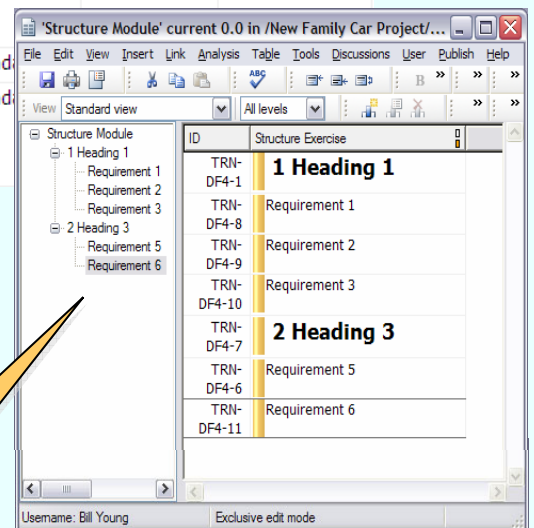 'Structure Module' current 0.0 in /New Family Car Project/...
File Edit View Insert Link Analysis Table Tools Discussions User Publish Help
ABC B » » »
View Standard view All levels » »
Structure Module
1 Heading 1
Requirement 1
Requirement 2
Requirement 3
2 Heading 3
Requirement 5
Requirement 6
ID Structure Exercise
TRN-
DF4-1 1 Heading 1
TRN-
DF4-8 Requirement 1
TRN-
DF4-9 Requirement 2
TRN-
DF4-10 Requirement 3
TRN-
DF4-7 2 Heading 3
TRN-
DF4-6 Requirement 5
TRN-
DF4-11 Requirement 6
Username: Bill Young Exclusive edit mode